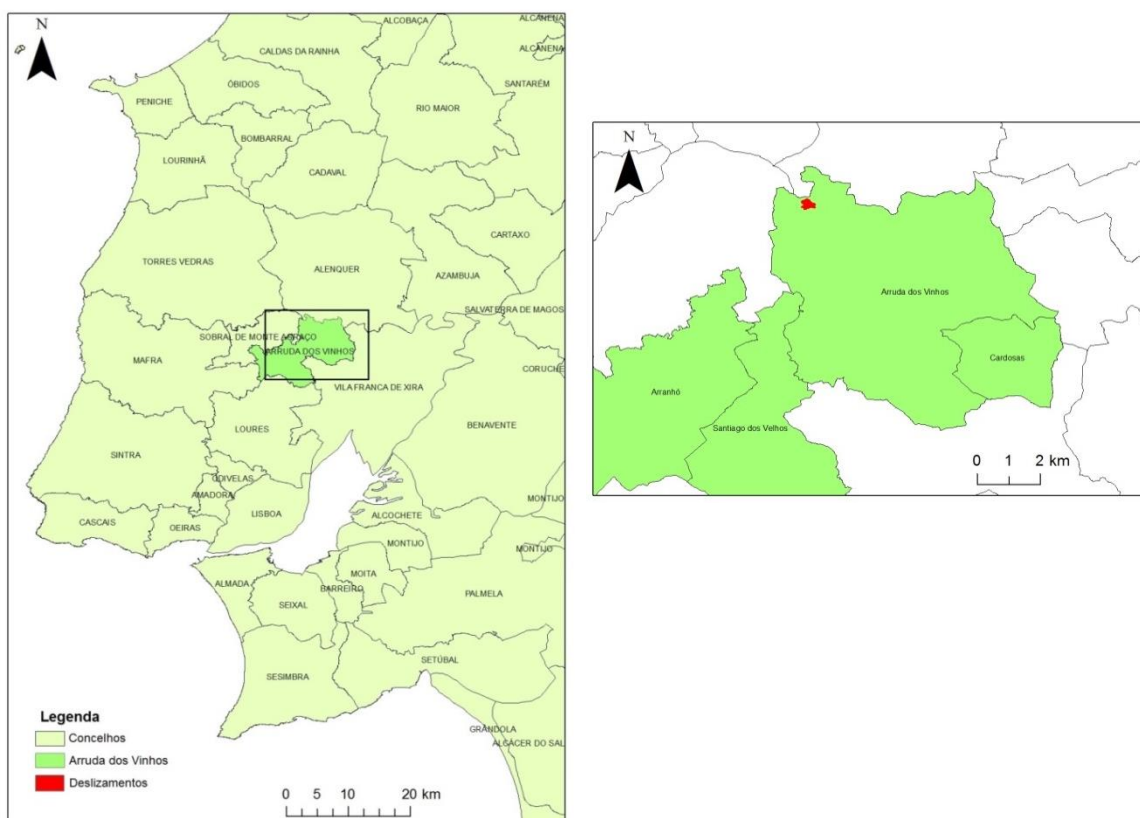 N
ALCOBAÇA
ALCANENA
CALDAS DA RAINHA
ALCANENA
ÓBIDOS
SANTARÉM
PENICHE
RIO MAIOR
BOMBARRAL
LOURINHÃ
CADAVAL
CARTAXO
TORRES VEDRAS
ALENQUER
AZAMBUJA
SALVATERRA DE MAGOS
SOBRAL DE MONTE AGRAÇO
ARRUDA DOS VINHOS
MAFRA
CORUCHE
VILA FRANCA DE XIRA
LOURES
BENAVENTE
SINTRA
ODIVELAS
AMADORA
MONTIJO
CASCAIS
OEIRAS
LISBOA
ALCOCHETE
MONTIJO
MONTIJO
ALMADA
MOITA
BARREIRO
SEIXAL
PALMELA
SETÚBAL
SESIMBRA
GRÂNDOLA
ALCÁCER DO SAL
Legenda
Concelhos
Arruda dos Vinhos
Deslizamentos
0 5 10 20 km
N
Arruda dos Vinhos
Cardosas
Arranhó
Santiago dos Velhos
0 1 2 km